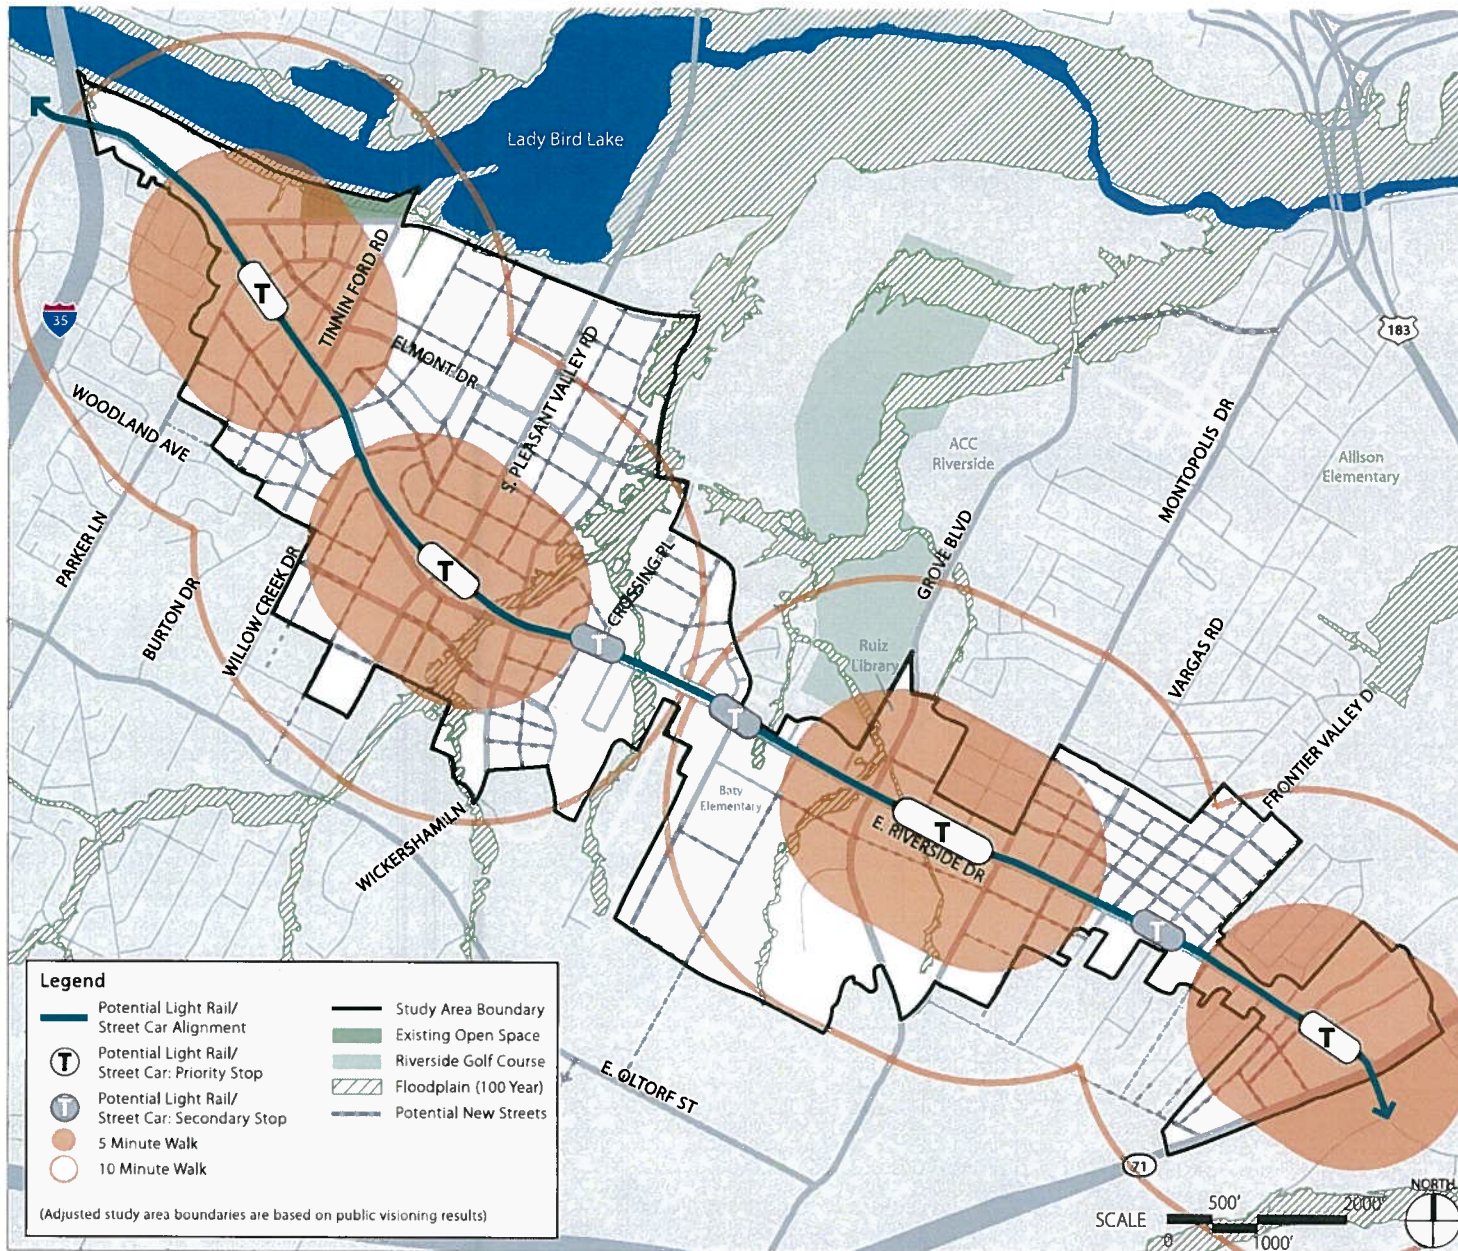 Lady Bird Lake
T
35
TINNIN FORD RD
ELMONT DR
S. PLEASANT VALLEY RD
183
WOODLAND AVE
ACC
Riverside
MONTOPOLIS DR
Allison
Elementary
PARKER LN
BURTON DR
WILLOW CREEK DR
T
CROSSING PL
T
GROVE BLVD
Ruiz
Library
VARGAS RD
T
FRONTIER VALLEY D
Baty
Elementary
T
E. RIVERSIDE DR
WICKERSHAM LN
T
T
E. OLTORF ST
71
Legend
Potential Light Rail/
Street Car Alignment
T
Potential Light Rail/
Street Car: Priority Stop
T
Potential Light Rail/
Street Car: Secondary Stop
5 Minute Walk
10 Minute Walk
Study Area Boundary
Existing Open Space
Riverside Golf Course
Floodplain (100 Year)
Potential New Streets
(Adjusted study area boundaries are based on public visioning results)
NORTH
SCALE
500'
2000'
0
1000'